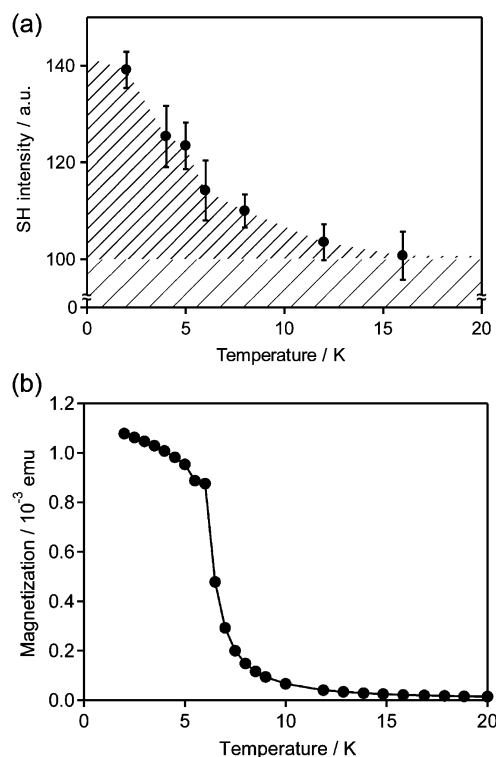 (a)
SH intensity / a.u.
140
120
100
0
0 5 10 15 20
Temperature / K
(b)
Magnetization / 10⁻³ emu
1.2
1.0
0.8
0.6
0.4
0.2
0.0
0 5 10 15 20
Temperature / K